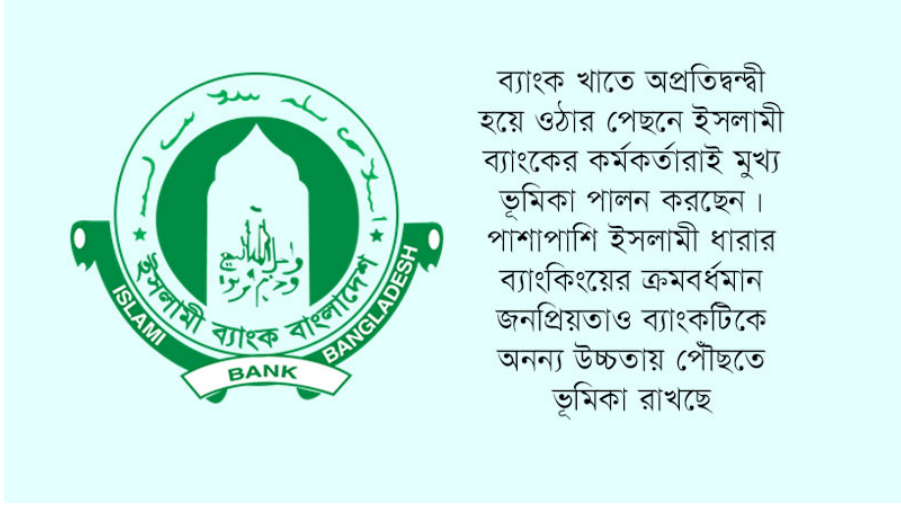 ব্যাংক খাতে অপ্রতিদ্বন্দ্বী
হয়ে ওঠার পেছনে ইসলামী
ব্যাংকের কর্মকর্তারাই মুখ্য
ভূমিকা পালন করছেন।
পাশাপাশি ইসলামী ধারার
ব্যাংকিংয়ের ক্রমবর্ধমান
জনপ্রিয়তাও ব্যাংকটিকে
অনন্য উচ্চতায় পৌঁছতে
ভূমিকা রাখছে
ইসলামী ব্যাংক বাংলাদেশ
ISLAMI BANK BANGLADESH